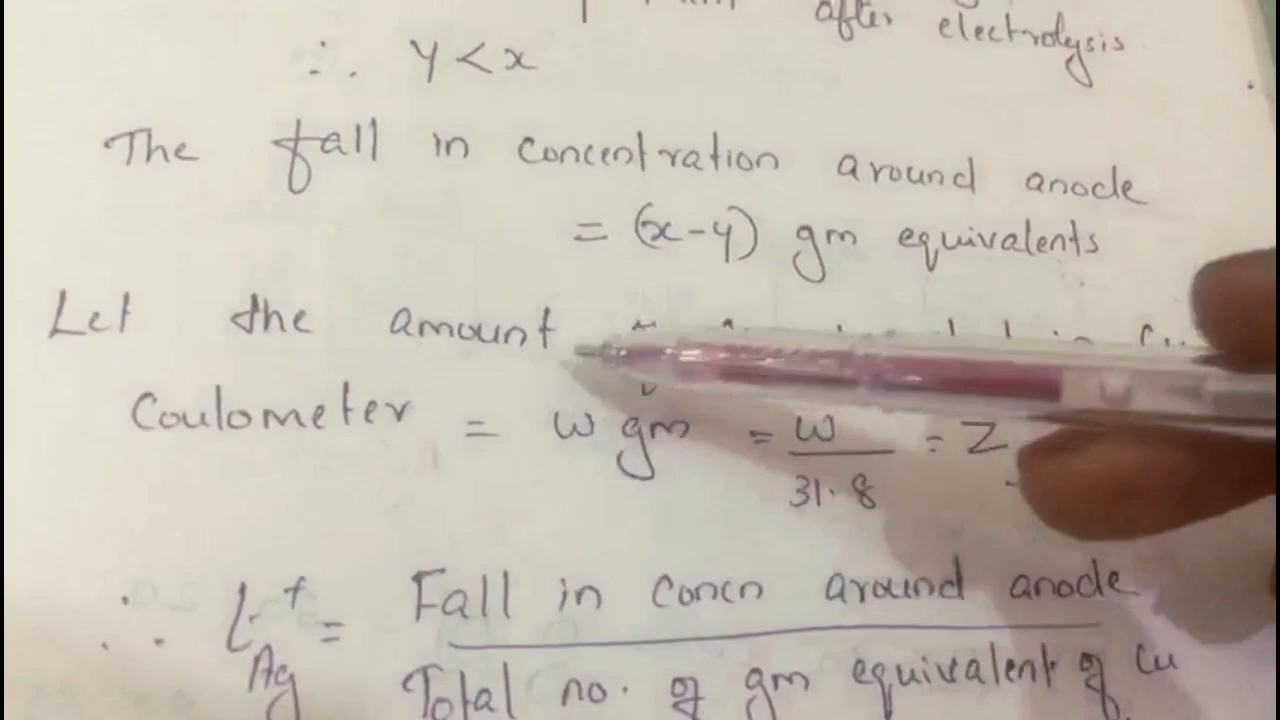 after electrolysis
∴ y < x
The fall in concentration around anode
= (x-y) gm equivalents
Let the amount
Coulometer = w gm = w/31.8 = Z
∴ t⁺Ag = Fall in concn around anode
Total no. of gm equivalent of Cu